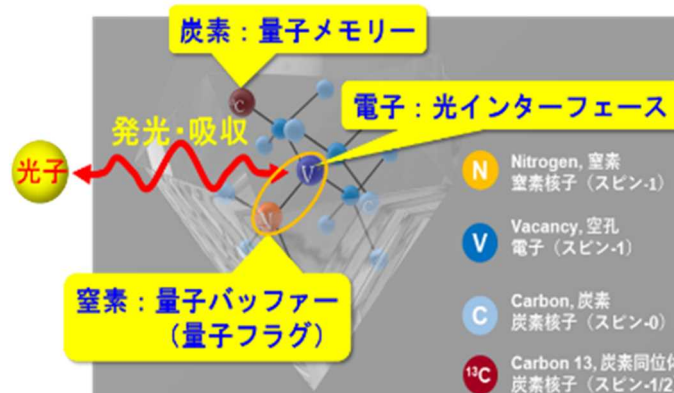 炭素：量子メモリー
電子：光インターフェース
発光・吸収
光子
C
V
N
C
窒素：量子バッファー
（量子フラグ）
N
Nitrogen, 窒素
窒素核子（スピン-1）
V
Vacancy, 空孔
電子（スピン-1）
C
Carbon, 炭素
炭素核子（スピン-0）
13C
Carbon 13, 炭素同位体
炭素核子（スピン-1/2